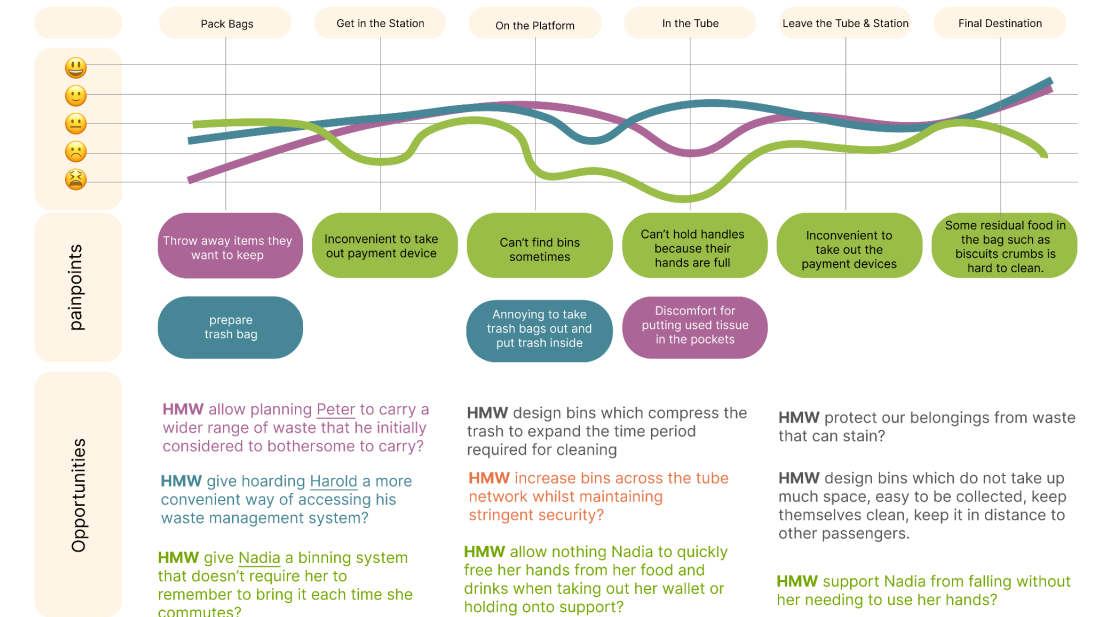 Pack Bags
Get in the Station
On the Platform
In the Tube
Leave the Tube & Station
Final Destination
painpoints
Throw away items they
want to keep
Inconvenient to take
out payment device
Can't find bins
sometimes
Can't hold handles
because their
hands are full
Inconvenient to
take out the
payment devices
Some residual food in
the bag such as
biscuits crumbs is
hard to clean.
prepare
trash bag
Annoying to take
trash bags out and
put trash inside
Discomfort for
putting used tissue
in the pockets
Opportunities
HMW allow planning Peter to carry a
wider range of waste that he initially
considered to bothersome to carry?
HMW give hoarding Harold a more
convenient way of accessing his
waste management system?
HMW give Nadia a binning system
that doesn't require her to
remember to bring it each time she
commutes?
HMW design bins which compress the
trash to expand the time period
required for cleaning
HMW increase bins across the tube
network whilst maintaining
stringent security?
HMW allow nothing Nadia to quickly
free her hands from her food and
drinks when taking out her wallet or
holding onto support?
HMW protect our belongings from waste
that can stain?
HMW design bins which do not take up
much space, easy to be collected, keep
themselves clean, keep it in distance to
other passengers.
HMW support Nadia from falling without
her needing to use her hands?